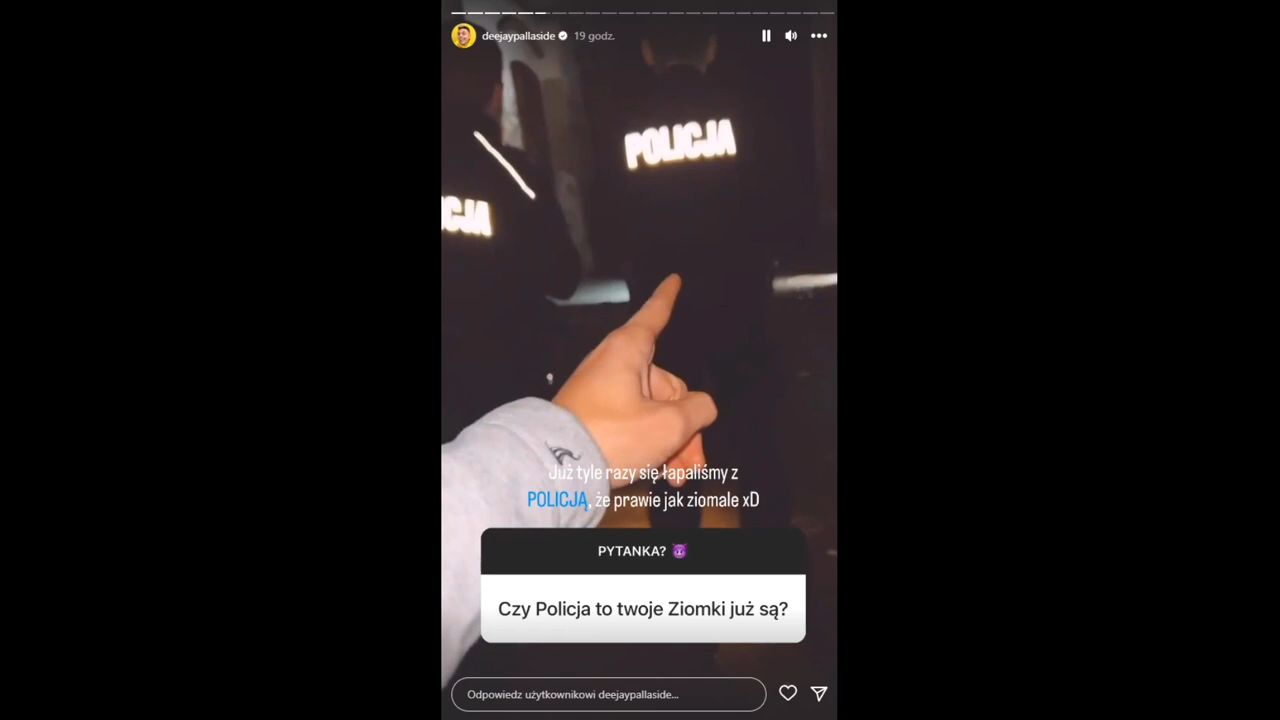 deejaypallaside 19 godz.
POLICJA
CJA
Już tyle razy się łapaliśmy z
POLICJĄ, że prawie jak ziomale xD
PYTANKA? 😈
Czy Policja to twoje Ziomki już są?
Odpowiedz użytkownikowi deejaypallaside...